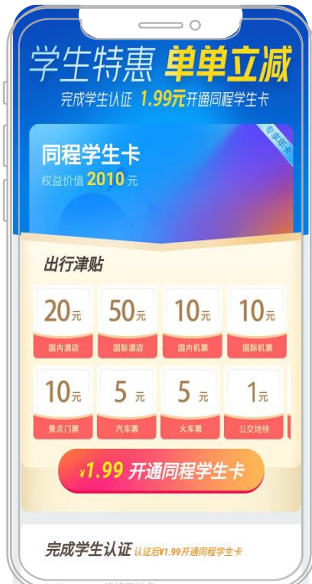 学生特惠 单单立减
完成学生认证 1.99元开通同程学生卡
专享年卡
同程学生卡
权益价值 2010 元
出行津贴
20元 50元 10元 10元
国内酒店 国际酒店 国内机票 国际机票
10元 5元 5元 1元
景点门票 汽车票 火车票 公交地铁
¥1.99 开通同程学生卡
完成学生认证 认证后¥1.99开通同程学生卡